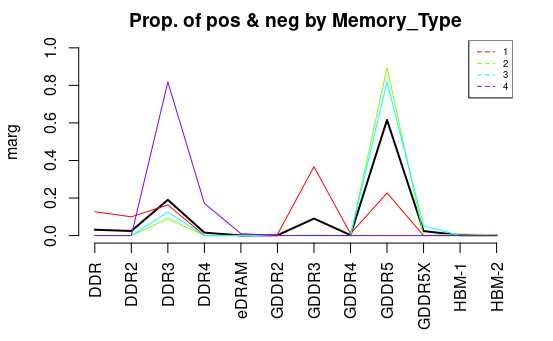 Prop. of pos & neg by Memory_Type
marg
1.0
0.8
0.6
0.4
0.2
0.0
1
2
3
4
DDR
DDR2
DDR3
DDR4
eDRAM
GDDR2
GDDR3
GDDR4
GDDR5
GDDR5X
HBM-1
HBM-2